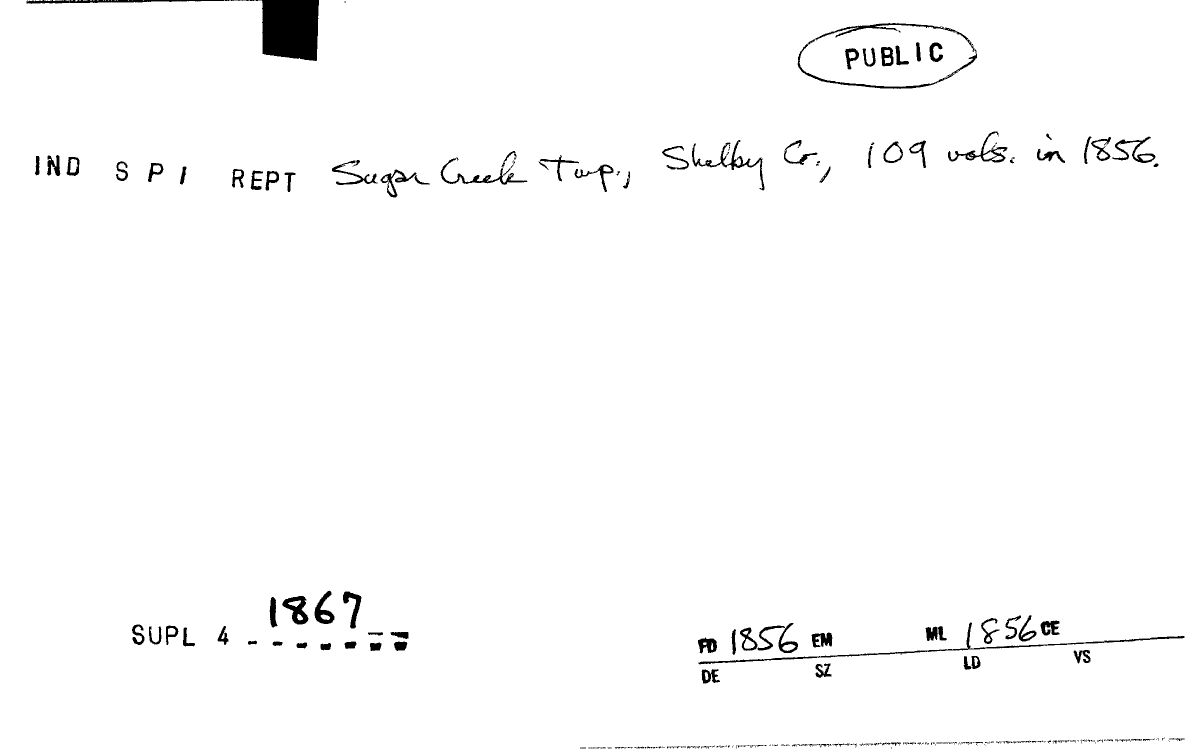 PUBLIC
IND S P I REPT Sugar Creek Twp., Shelby Co., 109 vols. in 1856.
1867
SUPL 4 - - - - - - - -
FD 1856 EM ML 1856 CE
DE SZ LD VS